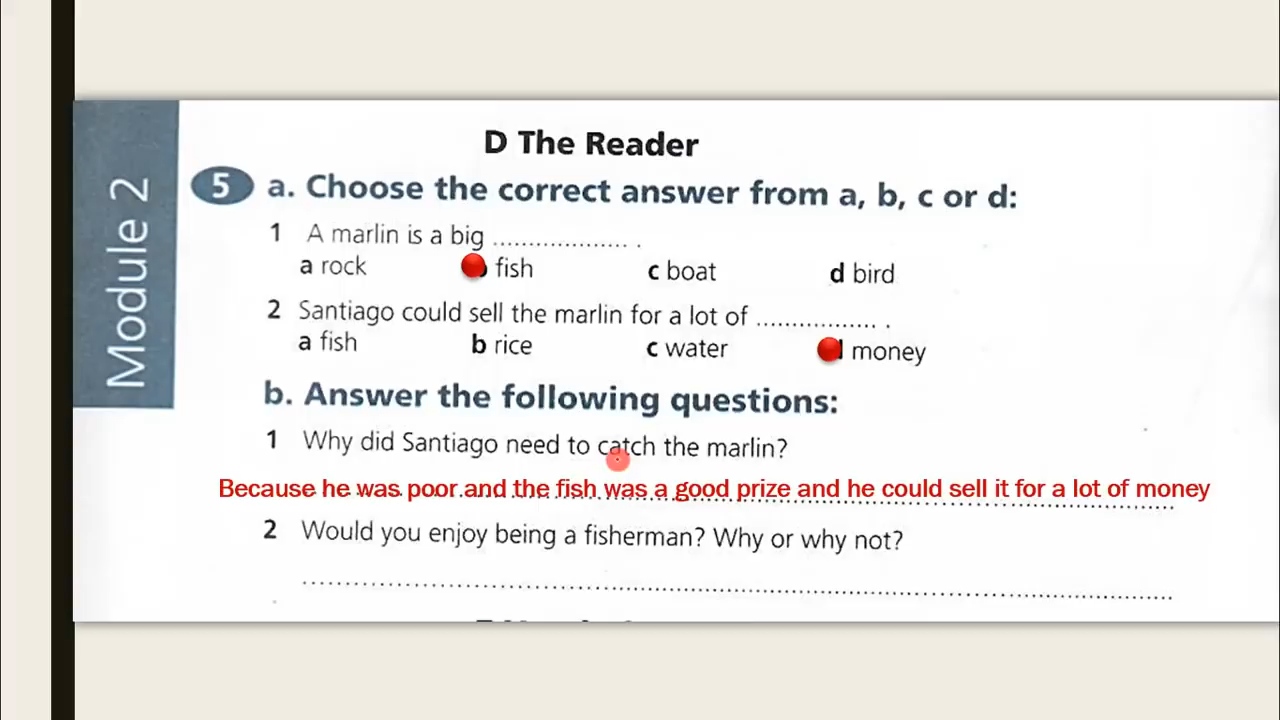 Module 2
D The Reader
5 a. Choose the correct answer from a, b, c or d:
1 A marlin is a big ................... .
a rock fish c boat d bird
2 Santiago could sell the marlin for a lot of ................. .
a fish b rice c water money
b. Answer the following questions:
1 Why did Santiago need to catch the marlin?
Because he was poor and the fish was a good prize and he could sell it for a lot of money
2 Would you enjoy being a fisherman? Why or why not?